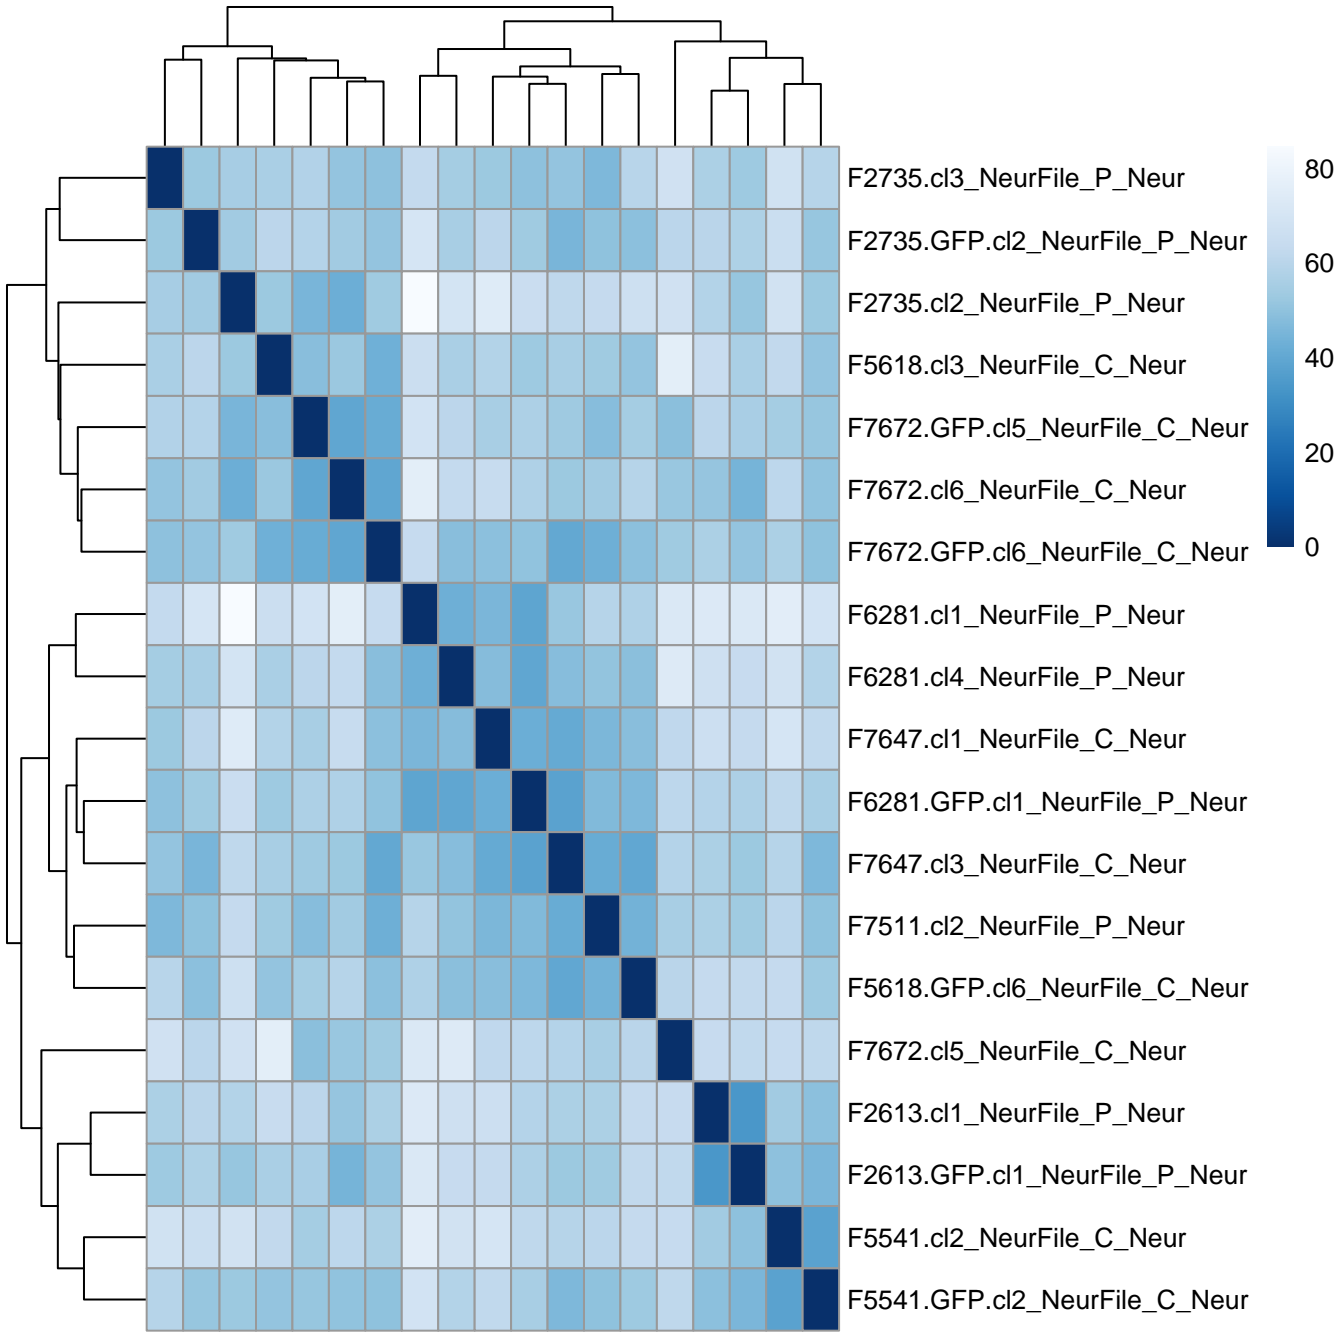 F2735.cl3_NeurFile_P_Neur
F2735.GFP.cl2_NeurFile_P_Neur
F2735.cl2_NeurFile_P_Neur
F5618.cl3_NeurFile_C_Neur
F7672.GFP.cl5_NeurFile_C_Neur
F7672.cl6_NeurFile_C_Neur
F7672.GFP.cl6_NeurFile_C_Neur
F6281.cl1_NeurFile_P_Neur
F6281.cl4_NeurFile_P_Neur
F7647.cl1_NeurFile_C_Neur
F6281.GFP.cl1_NeurFile_P_Neur
F7647.cl3_NeurFile_C_Neur
F7511.cl2_NeurFile_P_Neur
F5618.GFP.cl6_NeurFile_C_Neur
F7672.cl5_NeurFile_C_Neur
F2613.cl1_NeurFile_P_Neur
F2613.GFP.cl1_NeurFile_P_Neur
F5541.cl2_NeurFile_C_Neur
F5541.GFP.cl2_NeurFile_C_Neur
80
60
40
20
0